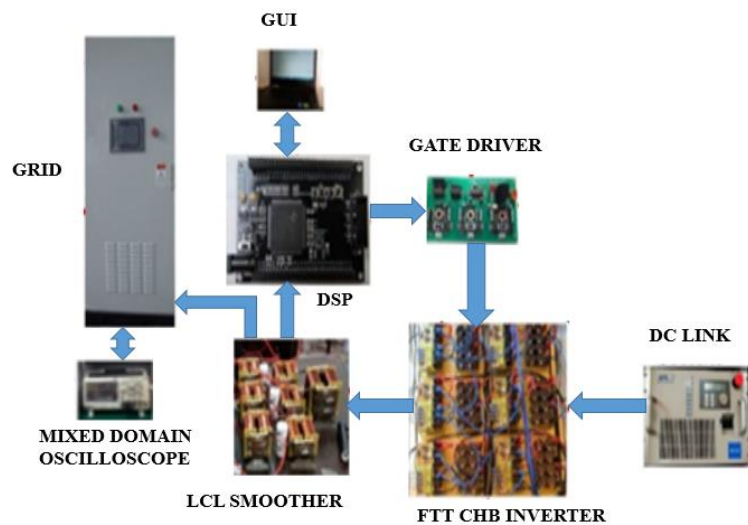 GUI
GATE DRIVER
GRID
DSP
DC LINK
MIXED DOMAIN
OSCILLOSCOPE
LCL SMOOTHER
FTT CHB INVERTER